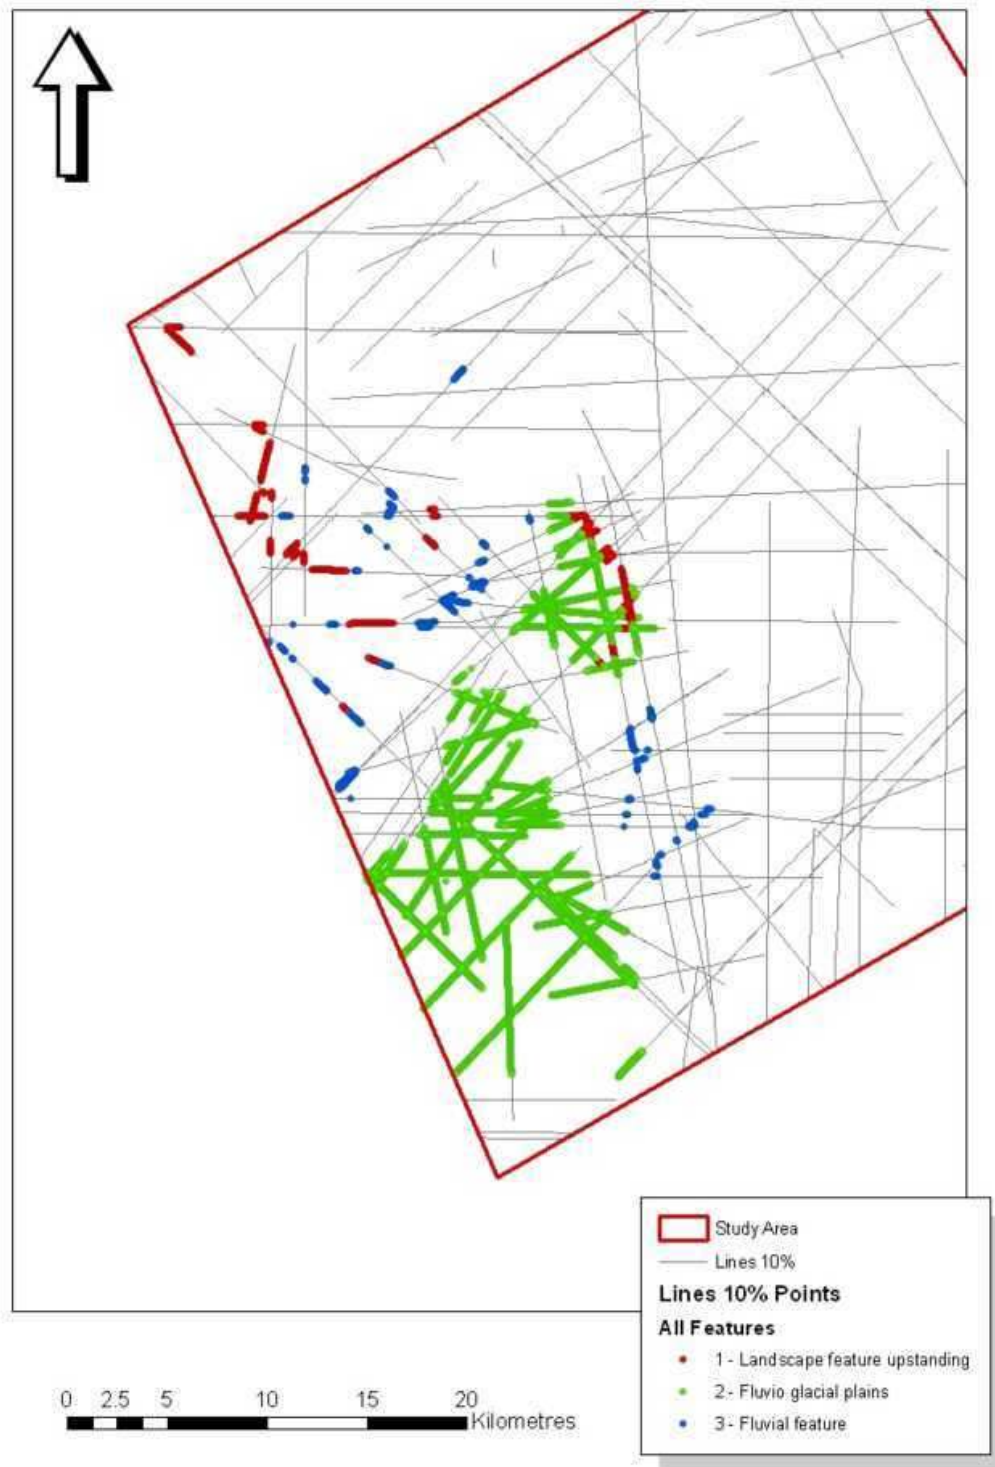 Study Area
Lines 10%
Lines 10% Points
All Features
1 - Landscape feature upstanding
2 - Fluvio glacial plains
3 - Fluvial feature
0 2.5 5 10 15 20
Kilometres